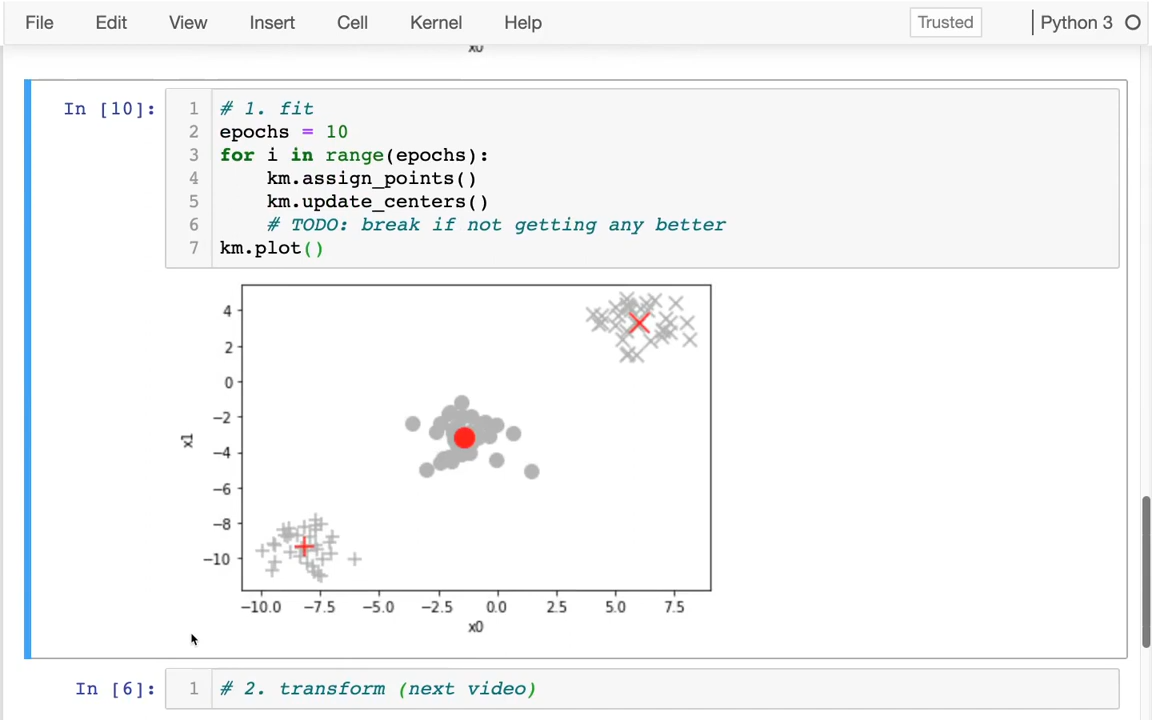 File Edit View Insert Cell Kernel Help Trusted Python 3
x0
In [10]:
1 # 1. fit
2 epochs = 10
3 for i in range(epochs):
4 km.assign_points()
5 km.update_centers()
6 # TODO: break if not getting any better
7 km.plot()
4
2
0
−2
−4
−6
−8
−10
x1
−10.0 −7.5 −5.0 −2.5 0.0 2.5 5.0 7.5
x0
In [6]: 1 # 2. transform (next video)